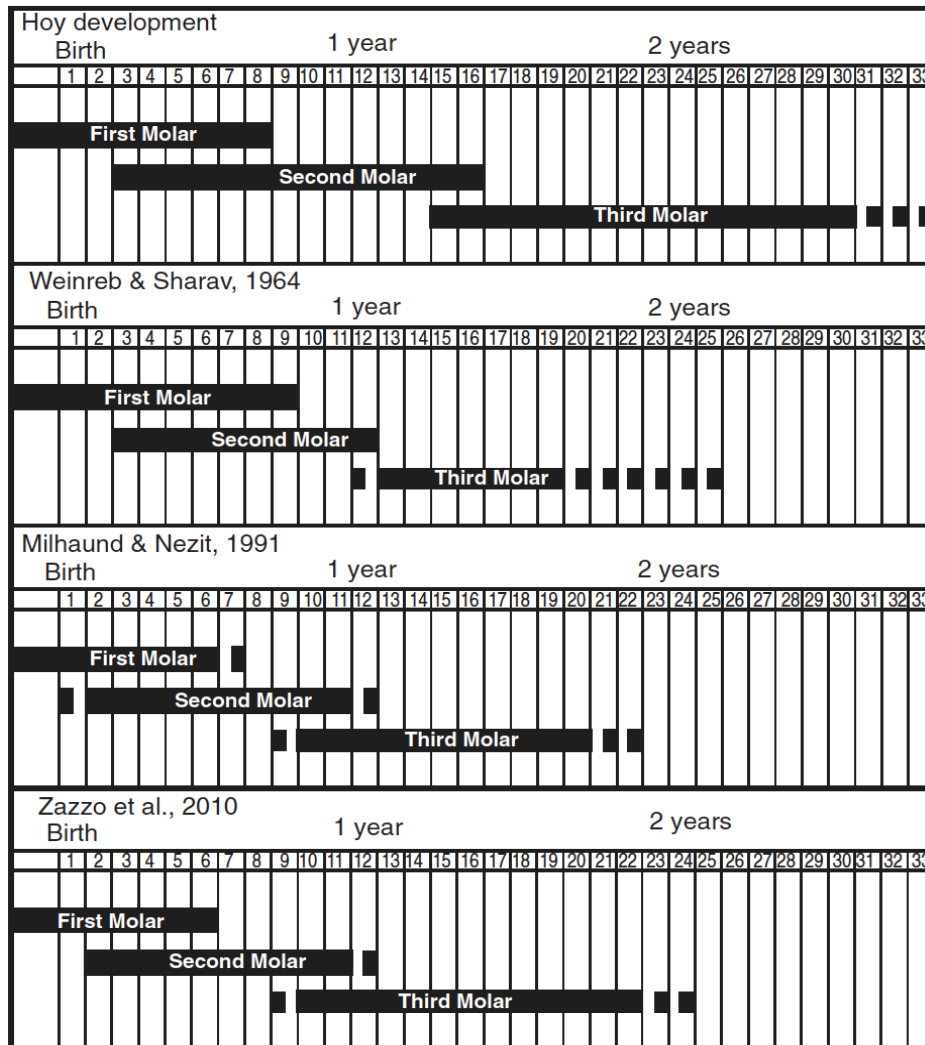 Hoy development
Birth 1 year 2 years
1 2 3 4 5 6 7 8 9 10 11 12 13 14 15 16 17 18 19 20 21 22 23 24 25 26 27 28 29 30 31 32 33
First Molar
Second Molar
Third Molar
Weinreb & Sharav, 1964
Birth 1 year 2 years
1 2 3 4 5 6 7 8 9 10 11 12 13 14 15 16 17 18 19 20 21 22 23 24 25 26 27 28 29 30 31 32 33
First Molar
Second Molar
Third Molar
Milhaund & Nezit, 1991
Birth 1 year 2 years
1 2 3 4 5 6 7 8 9 10 11 12 13 14 15 16 17 18 19 20 21 22 23 24 25 26 27 28 29 30 31 32 33
First Molar
Second Molar
Third Molar
Zazzo et al., 2010
Birth 1 year 2 years
1 2 3 4 5 6 7 8 9 10 11 12 13 14 15 16 17 18 19 20 21 22 23 24 25 26 27 28 29 30 31 32 33
First Molar
Second Molar
Third Molar